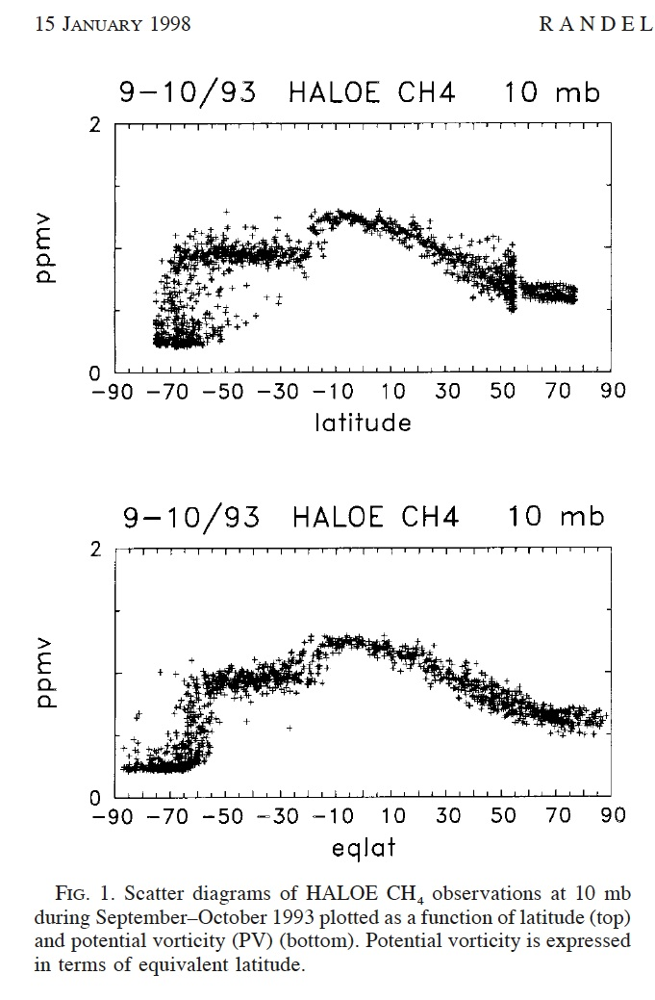 15 JANUARY 1998 RANDEL
9-10/93 HALOE CH4 10 mb
2
ppmv
0
-90 -70 -50 -30 -10 10 30 50 70 90
latitude
9-10/93 HALOE CH4 10 mb
2
ppmv
0
-90 -70 -50 -30 -10 10 30 50 70 90
eqlat
FIG. 1. Scatter diagrams of HALOE CH₄ observations at 10 mb
during September–October 1993 plotted as a function of latitude (top)
and potential vorticity (PV) (bottom). Potential vorticity is expressed
in terms of equivalent latitude.